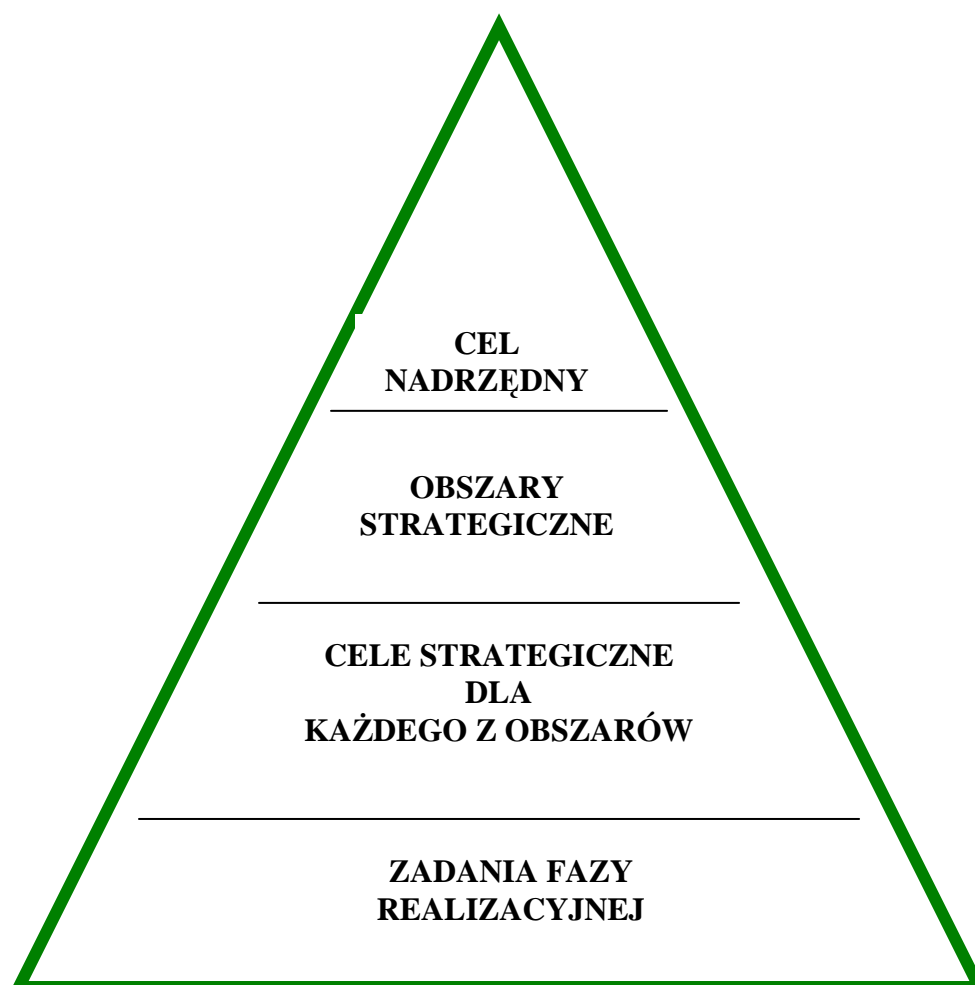 CEL
NADRZĘDNY
OBSZARY
STRATEGICZNE
CELE STRATEGICZNE
DLA
KAŻDEGO Z OBSZARÓW
ZADANIA FAZY
REALIZACYJNEJ